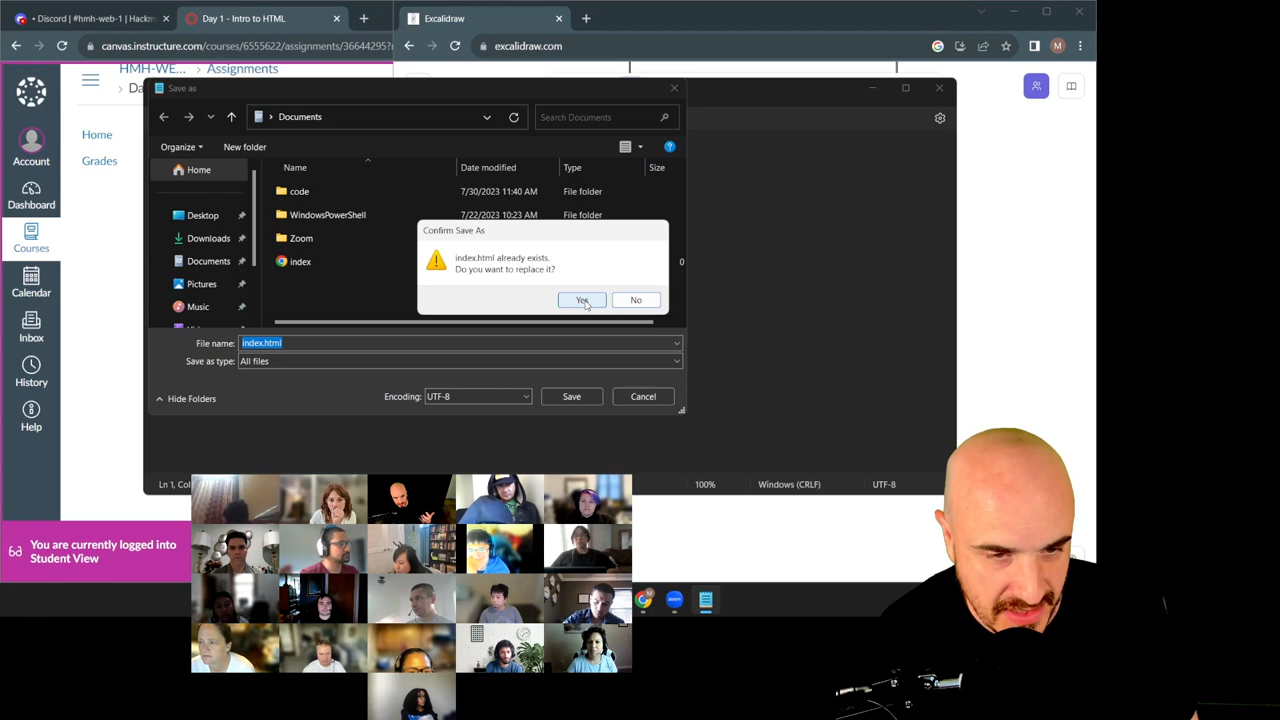 • Discord | #hmh-web-1 | Hackm
Day 1 - Intro to HTML
Excalidraw
canvas.instructure.com/courses/6555622/assignments/36644295?
excalidraw.com
M
HMH-WE...
Assignments
Home
Grades
Account
Dashboard
Courses
Calendar
Inbox
History
Help
Save as
Documents
Search Documents
Organize
New folder
Name
Date modified
Type
Size
Home
Desktop
Downloads
Documents
Pictures
Music
code
7/30/2023 11:40 AM
File folder
WindowsPowerShell
7/22/2023 10:23 AM
File folder
Zoom
index
0
Confirm Save As
index.html already exists.
Do you want to replace it?
Yes
No
File name:
index.html
Save as type:
All files
Hide Folders
Encoding:
UTF-8
Save
Cancel
Ln 1, Col
100%
Windows (CRLF)
UTF-8
You are currently logged into
Student View
zoom